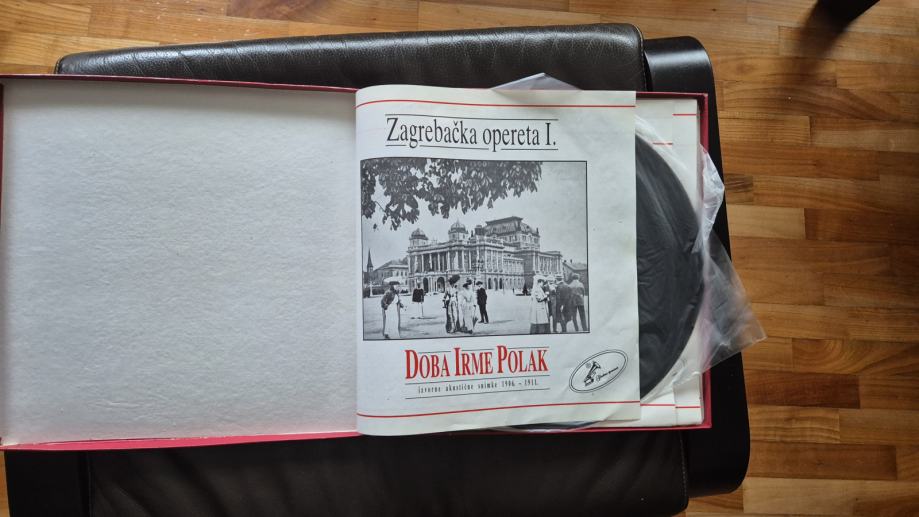 Zagrebačka opereta I.
DOBA IRME POLAK
izvorne akustične snimke 1906. - 1911.